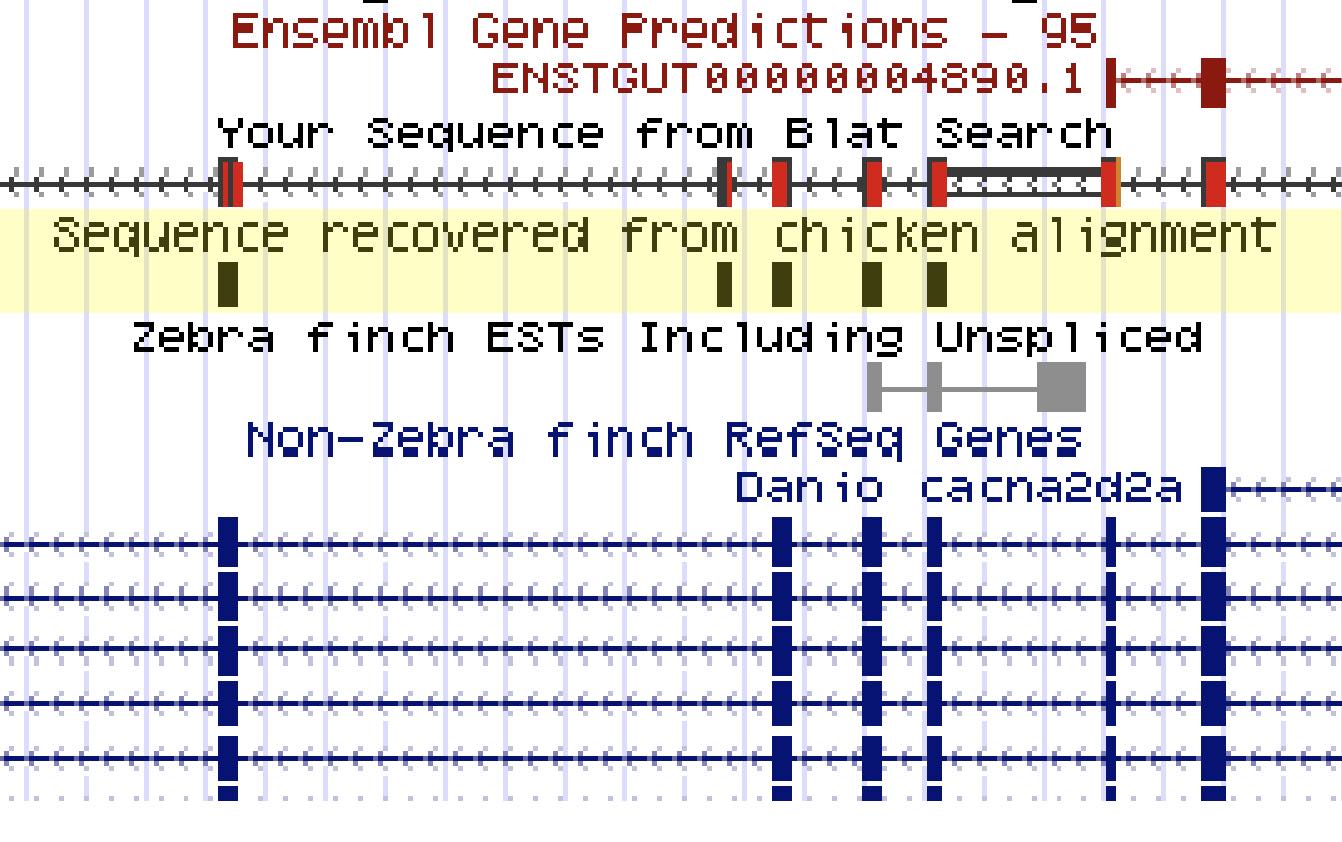 Ensembl Gene Predictions - 95
ENSTGUT00000004890.1
Your Sequence from Blat Search
Sequence recovered from chicken alignment
Zebra finch ESTs Including Unspliced
Non-Zebra finch RefSeq Genes
Danio cacna2d2a